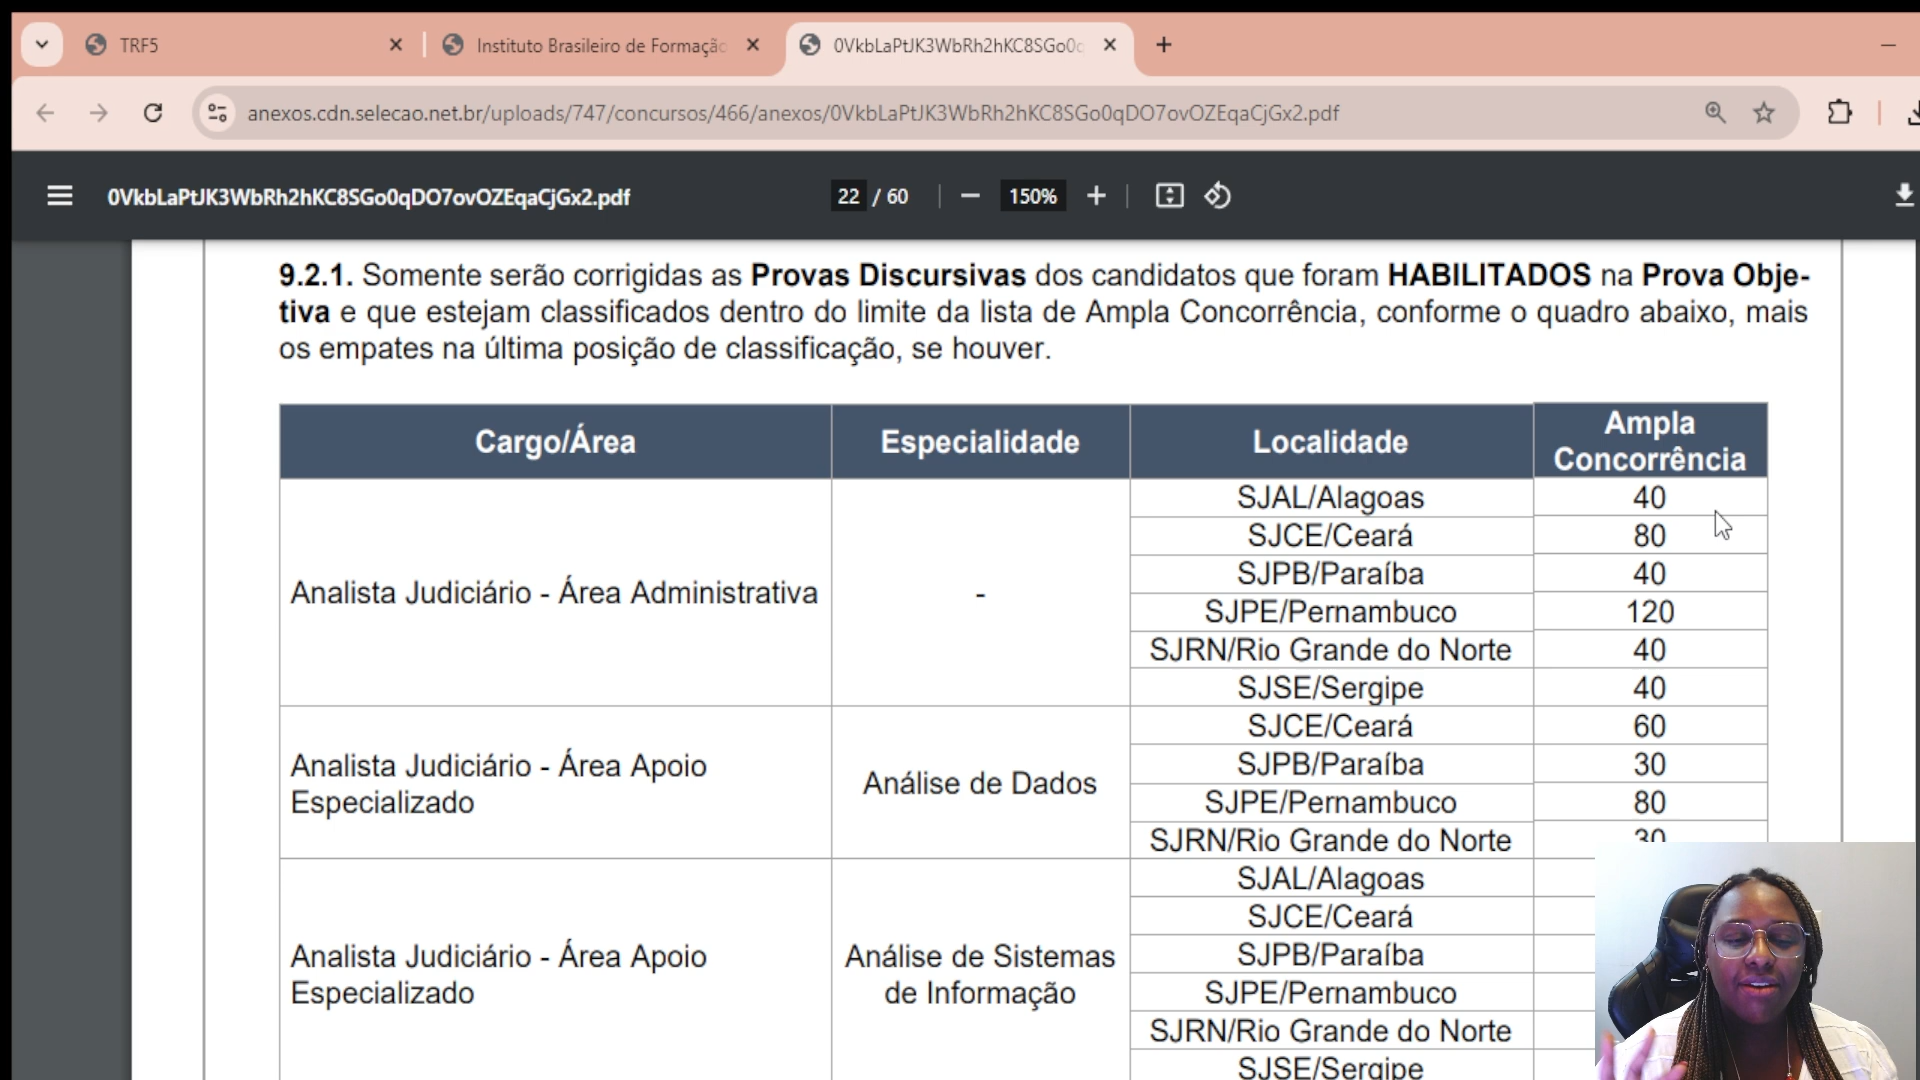 TRF5
Instituto Brasileiro de Formação
0VkbLaPtJK3WbRh2hKC8SGo0q
anexos.cdn.selecao.net.br/uploads/747/concursos/466/anexos/0VkbLaPtJK3WbRh2hKC8SGo0qDO7ovOZEqaCjGx2.pdf
0VkbLaPtJK3WbRh2hKC8SGo0qDO7ovOZEqaCjGx2.pdf
22 / 60
150%
9.2.1. Somente serão corrigidas as Provas Discursivas dos candidatos que foram HABILITADOS na Prova Obje-
tiva e que estejam classificados dentro do limite da lista de Ampla Concorrência, conforme o quadro abaixo, mais
os empates na última posição de classificação, se houver.
Cargo/Área Especialidade Localidade Ampla
Concorrência
SJAL/Alagoas 40
SJCE/Ceará 80
SJPB/Paraíba 40
Analista Judiciário - Área Administrativa -
SJPE/Pernambuco 120
SJRN/Rio Grande do Norte 40
SJSE/Sergipe 40
SJCE/Ceará 60
Analista Judiciário - Área Apoio
Especializado
Análise de Dados
SJPB/Paraíba 30
SJPE/Pernambuco 80
SJRN/Rio Grande do Norte 30
SJAL/Alagoas
SJCE/Ceará
Analista Judiciário - Área Apoio
Especializado
Análise de Sistemas
de Informação
SJPB/Paraíba
SJPE/Pernambuco
SJRN/Rio Grande do Norte
SJSE/Sergipe